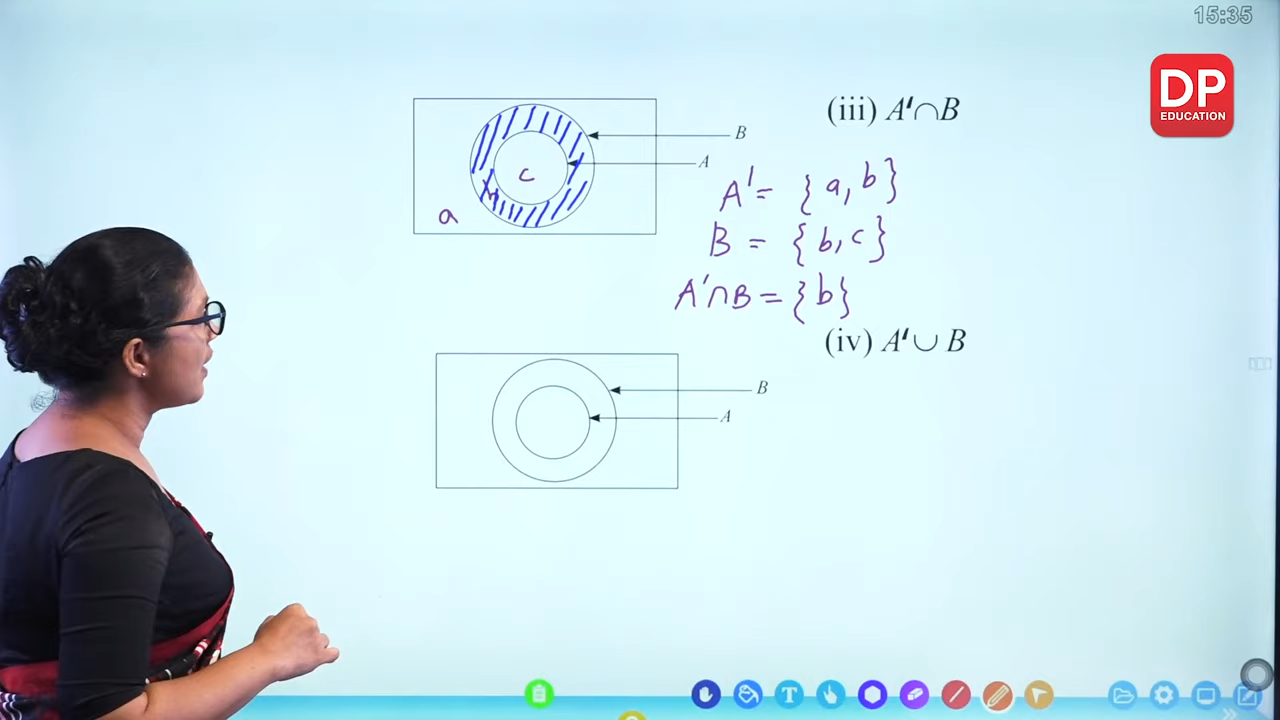 15:35
DP
EDUCATION
(iii) A′∩B
B
A
c
a
A′ = {a, b}
B = {b, c}
A′∩B = {b}
(iv) A′∪ B
B
A
T